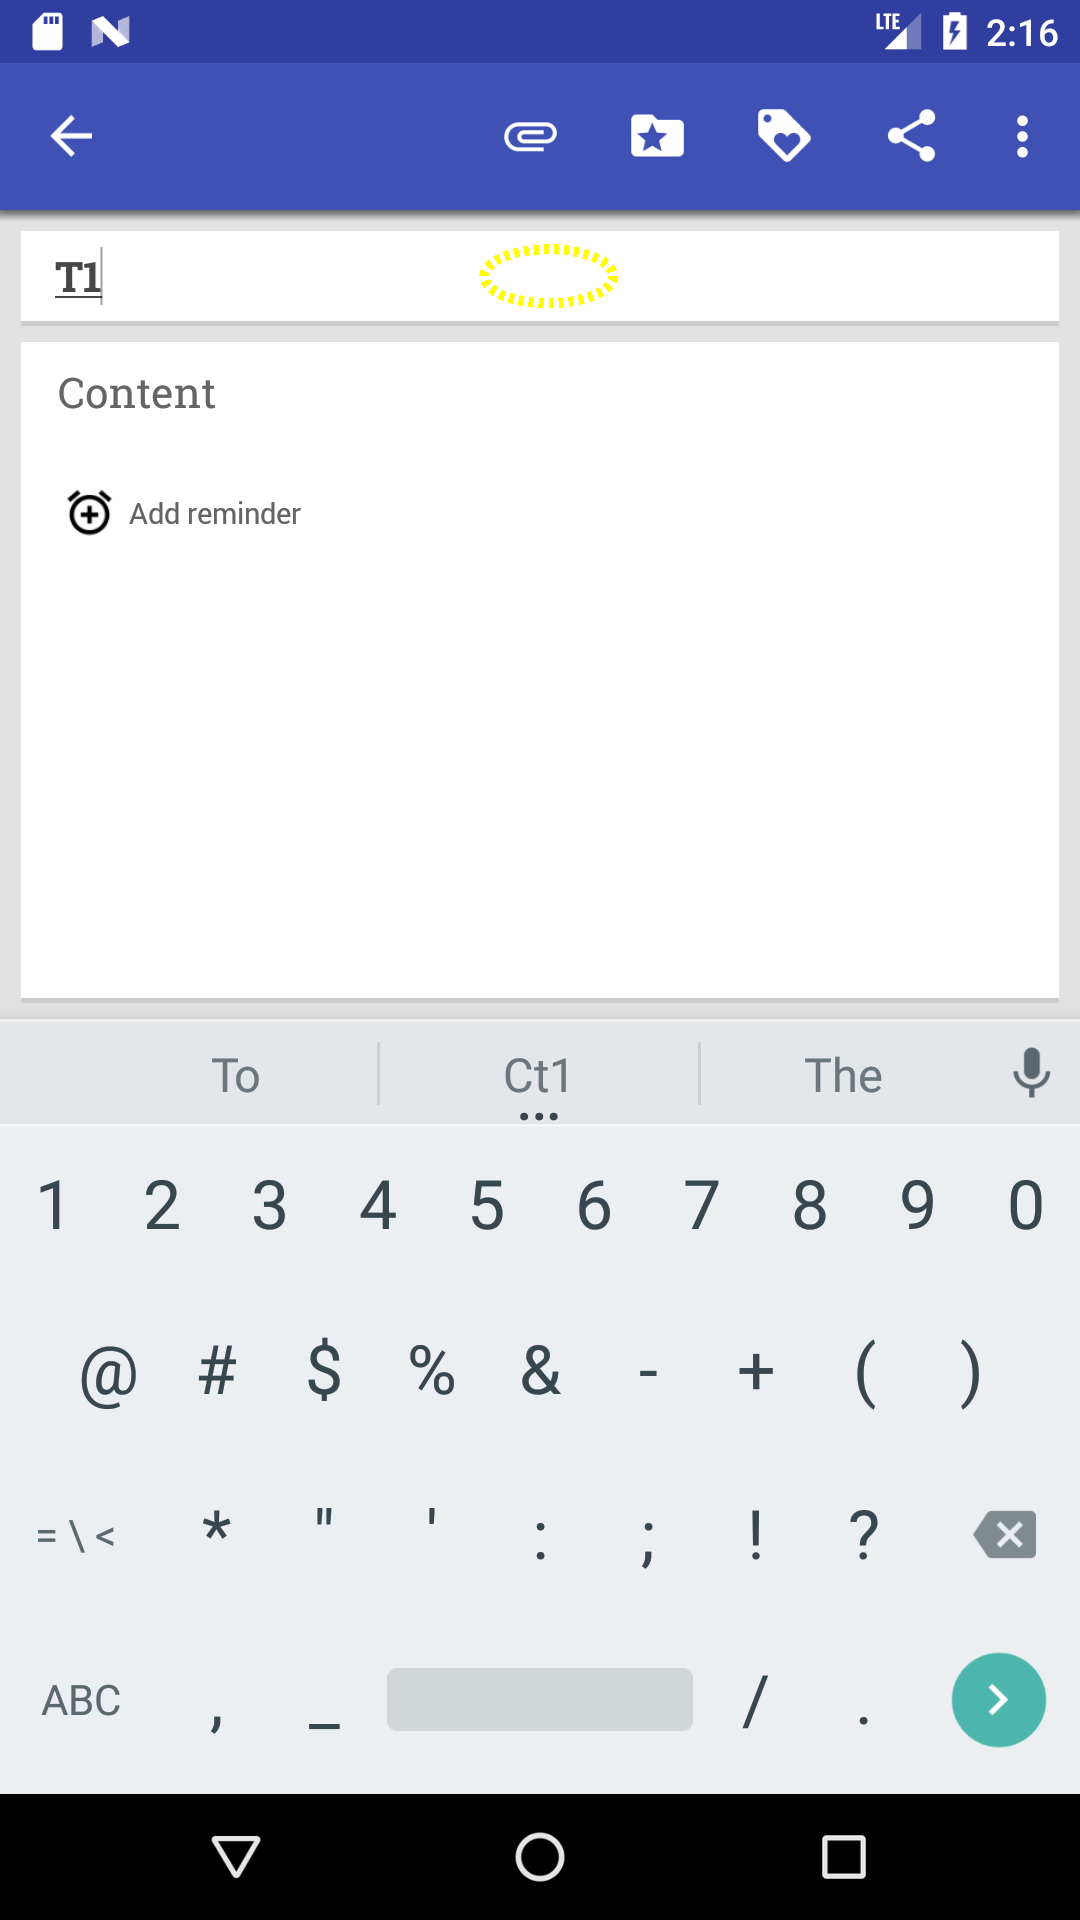 LTE 2:16
T1
Content
Add reminder
To Ct1 The
1 2 3 4 5 6 7 8 9 0
@ # $ % & - + ( )
= \ < * " ' : ; ! ?
ABC , _ / .